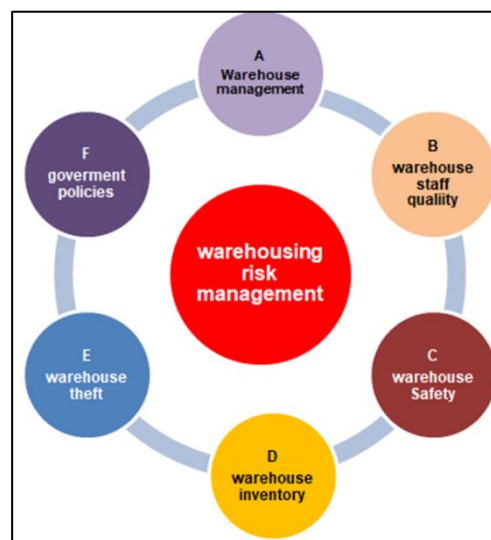 A
Warehouse
management
B
warehouse
staff
qualiity
C
warehouse
Safety
D
warehouse
inventory
E
warehouse
theft
F
goverment
policies
warehousing
risk
management